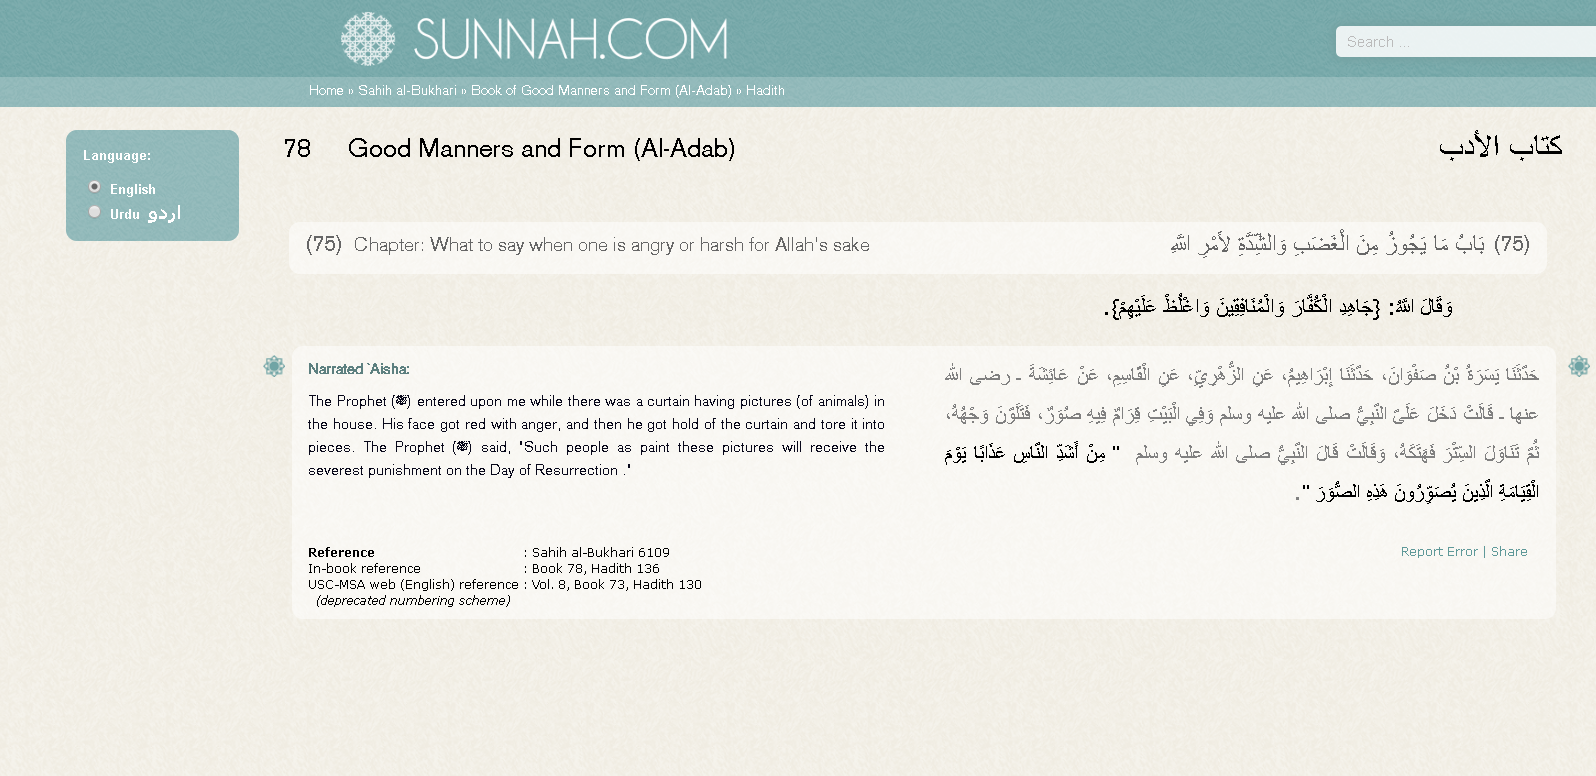 SUNNAH.COM
Search ...
Home » Sahih al-Bukhari » Book of Good Manners and Form (Al-Adab) » Hadith
Language:
English
Urdu اردو
78 Good Manners and Form (Al-Adab)
كتاب الأدب
(75) Chapter: What to say when one is angry or harsh for Allah's sake
(75) بَابُ مَا يَجُوزُ مِنَ الْغَضَبِ وَالشِّدَّةِ لأَمْرِ اللَّهِ
وَقَالَ اللَّهُ: {جَاهِدِ الْكُفَّارَ وَالْمُنَافِقِينَ وَاغْلُظْ عَلَيْهِمْ}.
Narrated `Aisha:
The Prophet (ﷺ) entered upon me while there was a curtain having pictures (of animals) in
the house. His face got red with anger, and then he got hold of the curtain and tore it into
pieces. The Prophet (ﷺ) said, "Such people as paint these pictures will receive the
severest punishment on the Day of Resurrection ."
حَدَّثَنَا يَسَرَةُ بْنُ صَفْوَانَ، حَدَّثَنَا إِبْرَاهِيمُ، عَنِ الزُّهْرِيِّ، عَنِ الْقَاسِمِ، عَنْ عَائِشَةَ ـ رضى الله
عنها ـ قَالَتْ دَخَلَ عَلَىَّ النَّبِيُّ صلى الله عليه وسلم وَفِي الْبَيْتِ قِرَامٌ فِيهِ صُوَرٌ، فَتَلَوَّنَ وَجْهُهُ،
ثُمَّ تَنَاوَلَ السِّتْرَ فَهَتَكَهُ، وَقَالَتْ قَالَ النَّبِيُّ صلى الله عليه وسلم ‏ "‏ مِنْ أَشَدِّ النَّاسِ عَذَابًا يَوْمَ
الْقِيَامَةِ الَّذِينَ يُصَوِّرُونَ هَذِهِ الصُّوَرَ ‏"‏‏.‏
Reference : Sahih al-Bukhari 6109
In-book reference : Book 78, Hadith 136
USC-MSA web (English) reference : Vol. 8, Book 73, Hadith 130
(deprecated numbering scheme)
Report Error | Share